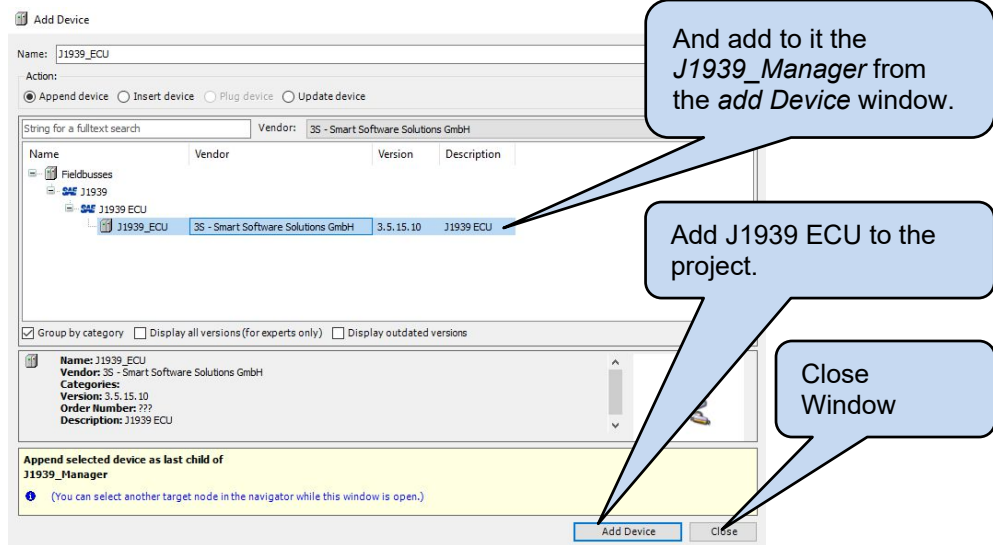 Add Device
Name: J1939_ECU
Action:
Append device Insert device Plug device Update device
String for a fulltext search Vendor: 3S - Smart Software Solutions GmbH
Name Vendor Version Description
Fieldbusses
SAE J1939
SAE J1939 ECU
J1939_ECU 3S - Smart Software Solutions GmbH 3.5.15.10 J1939 ECU
Group by category Display all versions (for experts only) Display outdated versions
Name: J1939_ECU
Vendor: 3S - Smart Software Solutions GmbH
Categories:
Version: 3.5.15.10
Order Number: ???
Description: J1939 ECU
Append selected device as last child of
J1939_Manager
(You can select another target node in the navigator while this window is open.)
Add Device Close
And add to it the
J1939_Manager from
the add Device window.
Add J1939 ECU to the
project.
Close
Window